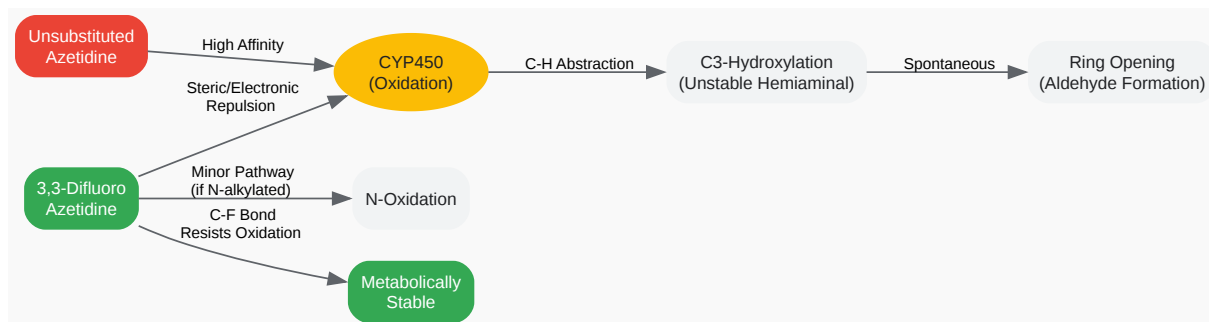 Unsubstituted
Azetidine
High Affinity
CYP450
(Oxidation)
C-H Abstraction
C3-Hydroxylation
(Unstable Hemiaminal)
Spontaneous
Ring Opening
(Aldehyde Formation)
Steric/Electronic
Repulsion
3,3-Difluoro
Azetidine
Minor Pathway
(if N-alkylated)
N-Oxidation
C-F Bond
Resists Oxidation
Metabolically
Stable